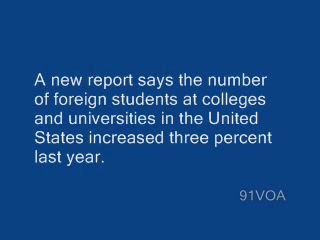 A new report says the number
of foreign students at colleges
and universities in the United
States increased three percent
last year.
91VOA